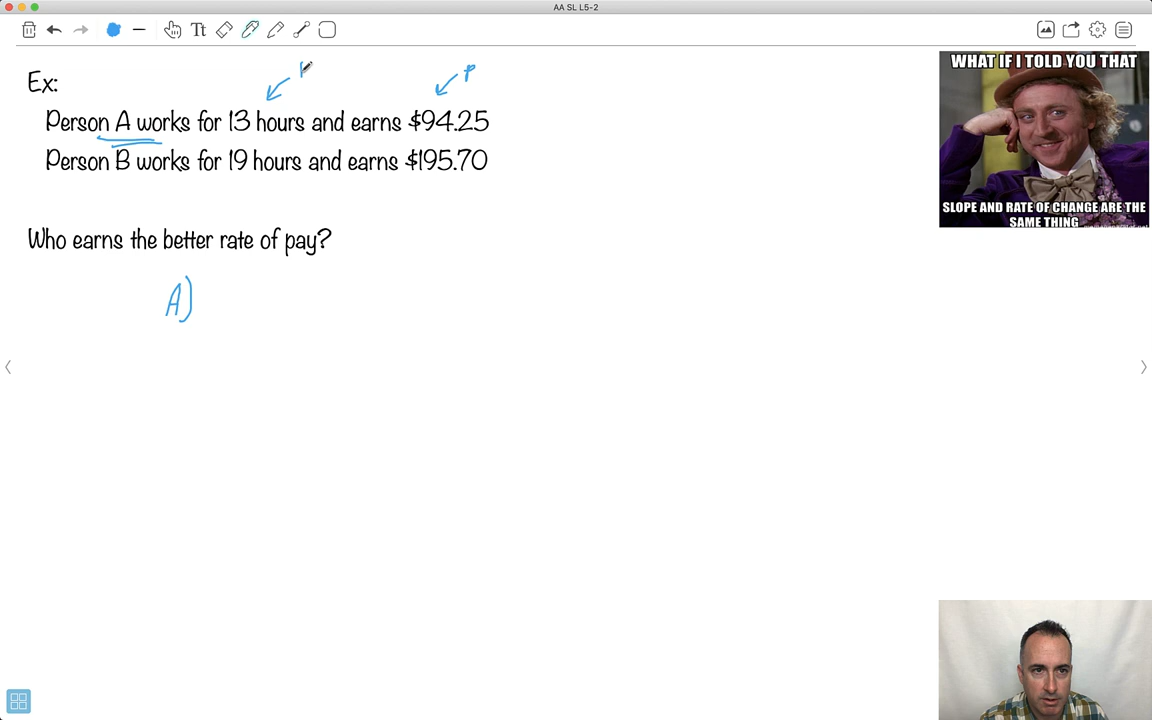 AA SL L5-2
Tt
P
Ex:
Person A works for 13 hours and earns $94.25
Person B works for 19 hours and earns $195.70
Who earns the better rate of pay?
A)
WHAT IF I TOLD YOU THAT
SLOPE AND RATE OF CHANGE ARE THE
SAME THING